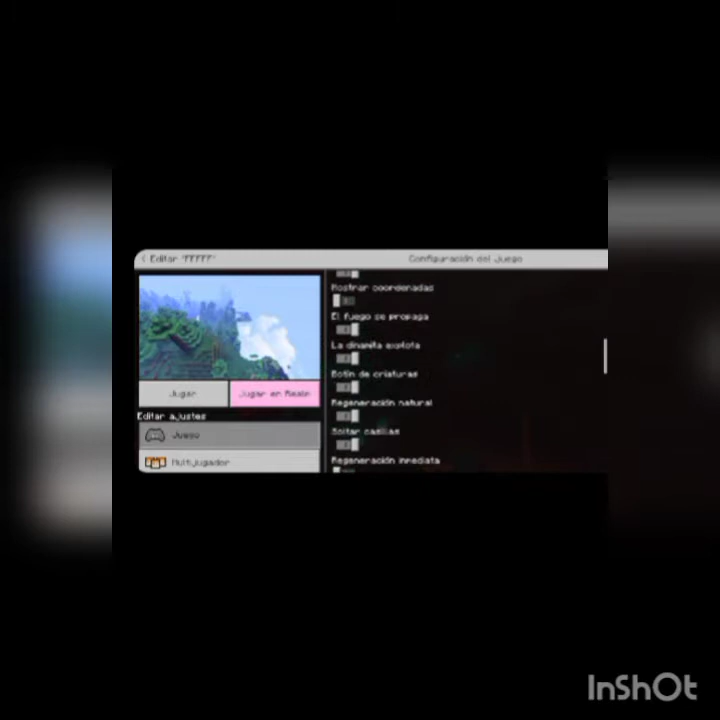 < Editar "FFFFF"
Configuración del Juego
Mostrar coordenadas
El fuego se propaga
La dinamita explota
Botín de criaturas
Regeneración natural
Soltar casillas
Regeneración inmediata
Jugar
Jugar en Realm
Editar ajustes
Juego
Multijugador
InShOt